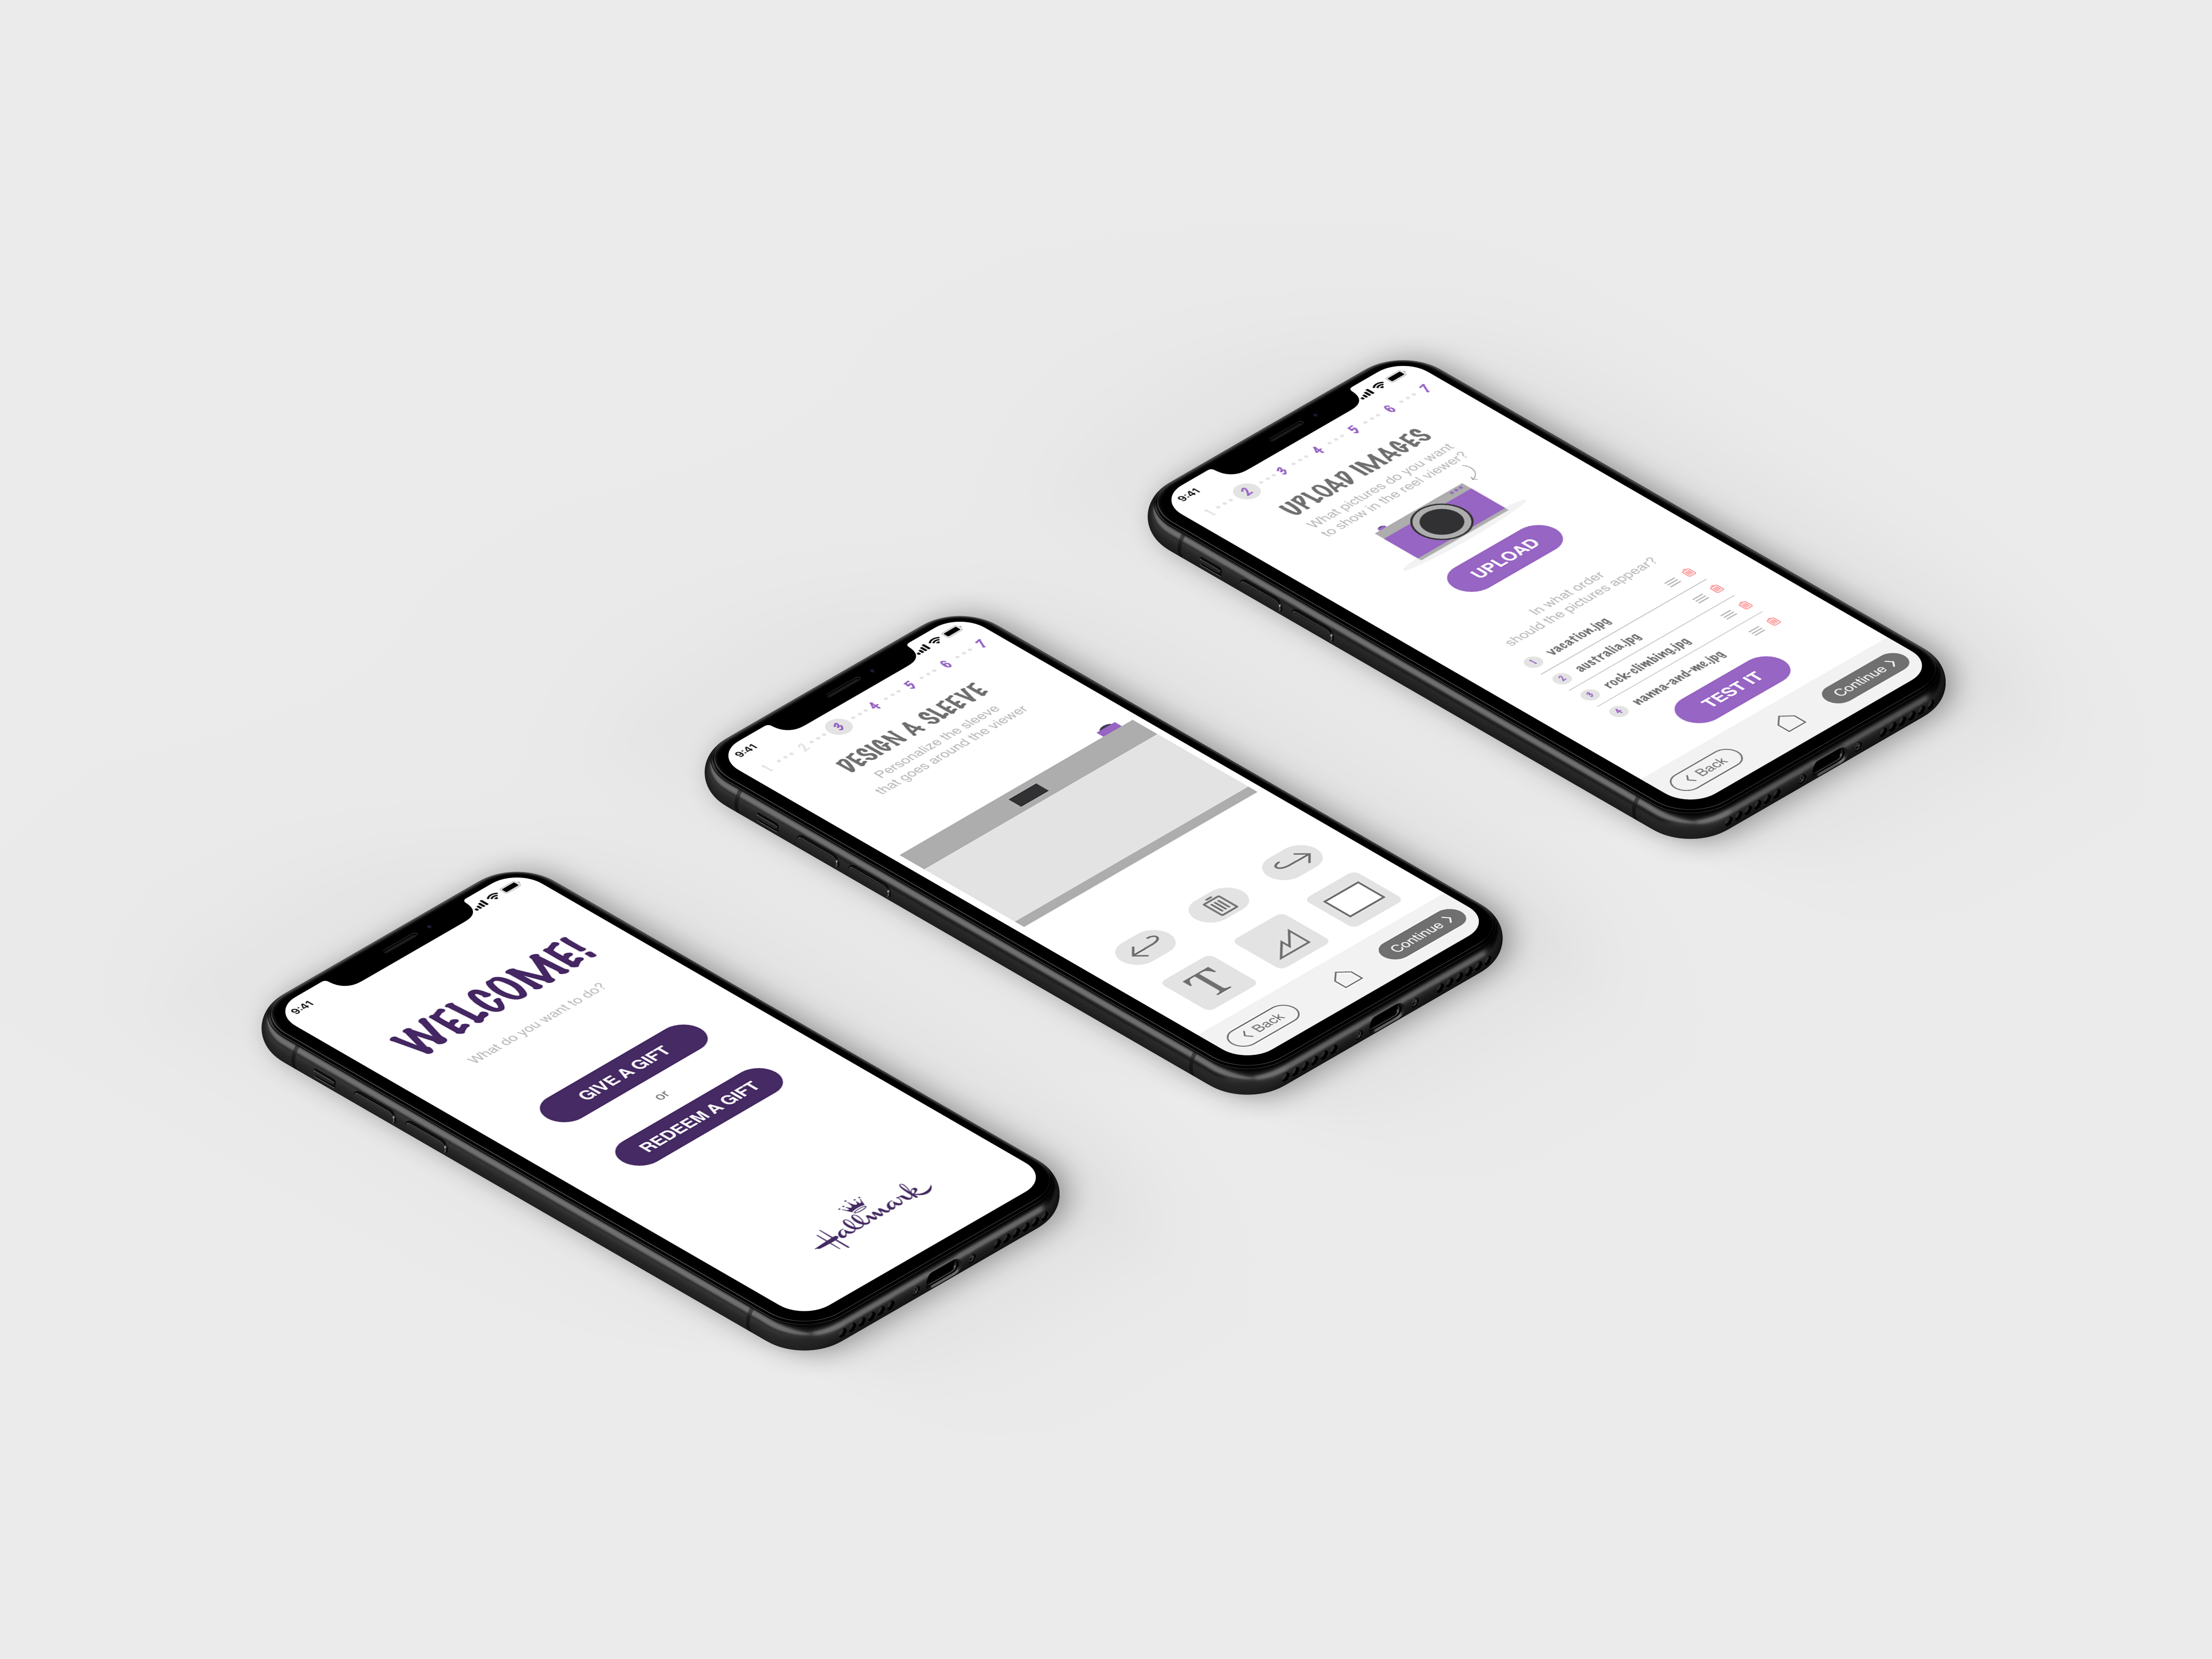 9:41
WELCOME!
What do you want to do?
GIVE A GIFT
or
REDEEM A GIFT
Hallmark
9:41
1 2 3 4 5 6 7
DESIGN A SLEEVE
Personalize the sleeve
that goes around the viewer
T
Back
Continue
9:41
1 2 3 4 5 6 7
UPLOAD IMAGES
What pictures do you want
to show in the reel viewer?
UPLOAD
In what order
should the pictures appear?
1 vacation.jpg
2 australia.jpg
3 rock-climbing.jpg
4 nanna-and-me.jpg
TEST IT
Back
Continue